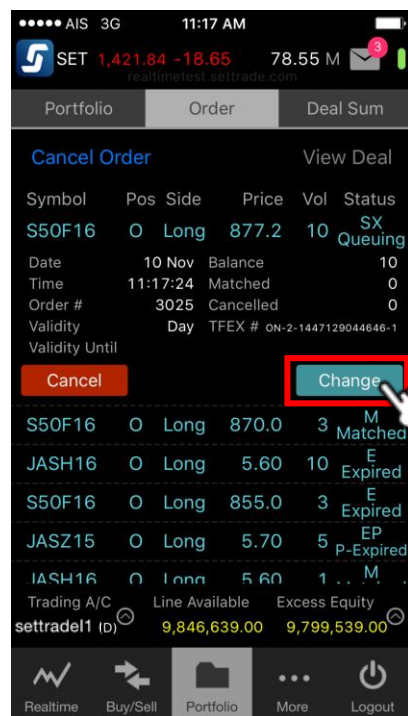 AIS 3G 11:17 AM
SET 1,421.84 -18.65 78.55 M 3
realtimetest.settrade.com
Portfolio Order Deal Sum
Cancel Order View Deal
Symbol Pos Side Price Vol Status
S50F16 O Long 877.2 10 SX
Queuing
Date 10 Nov Balance 10
Time 11:17:24 Matched 0
Order # 3025 Cancelled 0
Validity Day TFEX # ON-2-1447129044646-1
Validity Until
Cancel Change
S50F16 O Long 870.0 3 M
Matched
JASH16 O Long 5.60 10 E
Expired
S50F16 O Long 855.0 3 E
Expired
JASZ15 O Long 5.70 5 EP
P-Expired
JASH16 O Long 5.60 1 M
Trading A/C Line Available Excess Equity
settradel1 (D) 9,846,639.00 9,799,539.00
Realtime Buy/Sell Portfolio More Logout